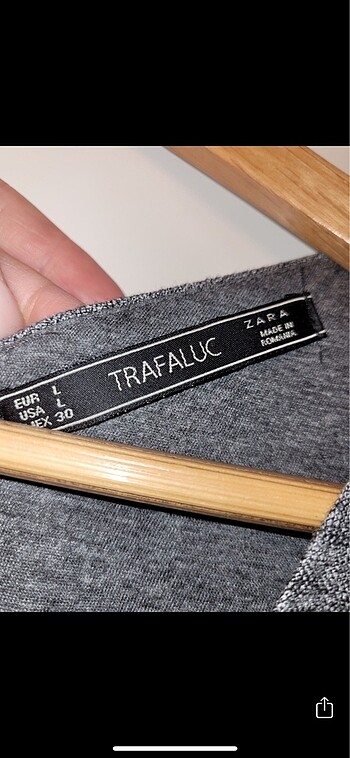 EUR L
USA L
MEX 30
TRAFALUC
ZARA
MADE IN
ROMANIA